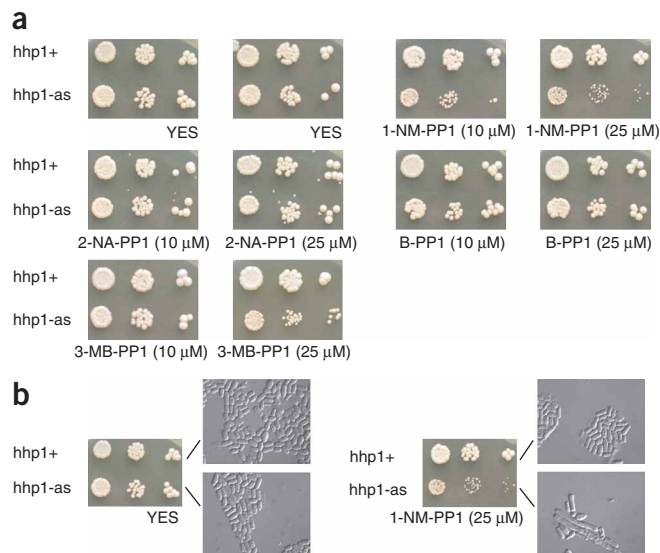 a
hhp1+
hhp1-as
YES
YES
1-NM-PP1 (10 μM)
1-NM-PP1 (25 μM)
hhp1+
hhp1-as
2-NA-PP1 (10 μM)
2-NA-PP1 (25 μM)
B-PP1 (10 μM)
B-PP1 (25 μM)
hhp1+
hhp1-as
3-MB-PP1 (10 μM)
3-MB-PP1 (25 μM)
b
hhp1+
hhp1-as
YES
hhp1+
hhp1-as
1-NM-PP1 (25 μM)